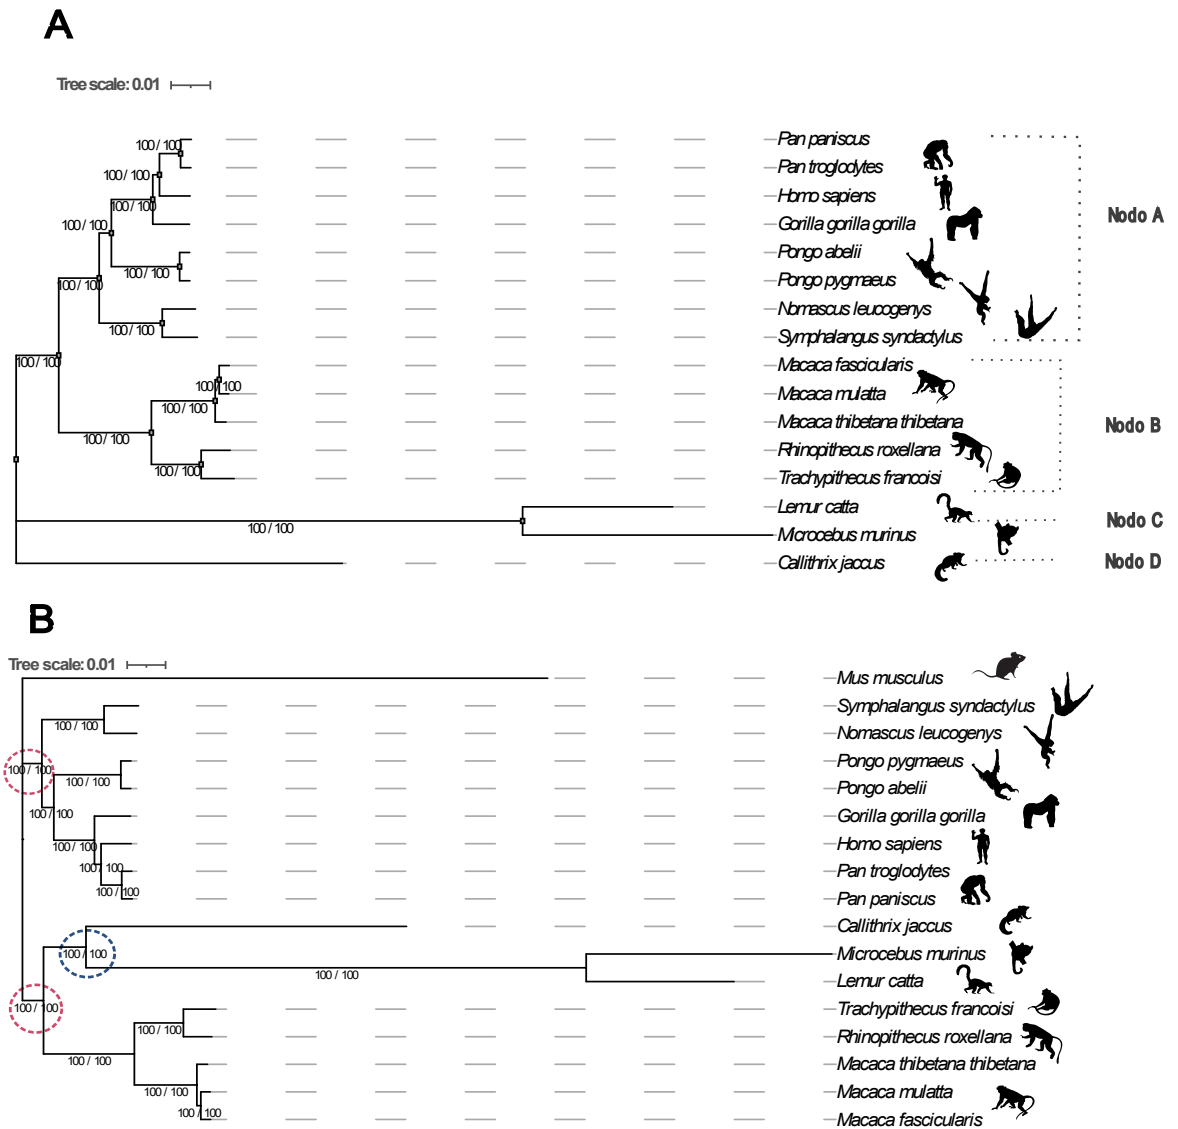 A
Tree scale: 0.01
100 / 100 Pan paniscus
100 / 100 Pan troglodytes
100 / 100 Homo sapiens
100 / 100 Gorilla gorilla gorilla
Nodo A
Pongo abelii
100 / 100 Pongo pygmaeus
100 / 100 Nomascus leucogenys
100 / 100 Symphalangus syndactylus
100 / 100 Macaca fascicularis
100 / 100 Macaca mulatta
100 / 100 Macaca thibetana thibetana
Nodo B
100 / 100 Rhinopithecus roxellana
100 / 100 Trachypithecus francoisi
Lemur catta
100 / 100 Nodo C
Microcebus murinus
Callithrix jaccus Nodo D
B
Tree scale: 0.01
Mus musculus
Symphalangus syndactylus
100 / 100 Nomascus leucogenys
100 / 100 Pongo pygmaeus
100 / 100 Pongo abelii
100 / 100 Gorilla gorilla gorilla
100 / 100 Homo sapiens
100 / 100 Pan troglodytes
100 / 100 Pan paniscus
Callithrix jaccus
100 / 100 Microcebus murinus
100 / 100 Lemur catta
100 / 100 Trachypithecus francoisi
100 / 100 Rhinopithecus roxellana
100 / 100 Macaca thibetana thibetana
100 / 100 Macaca mulatta
100 / 100 Macaca fascicularis